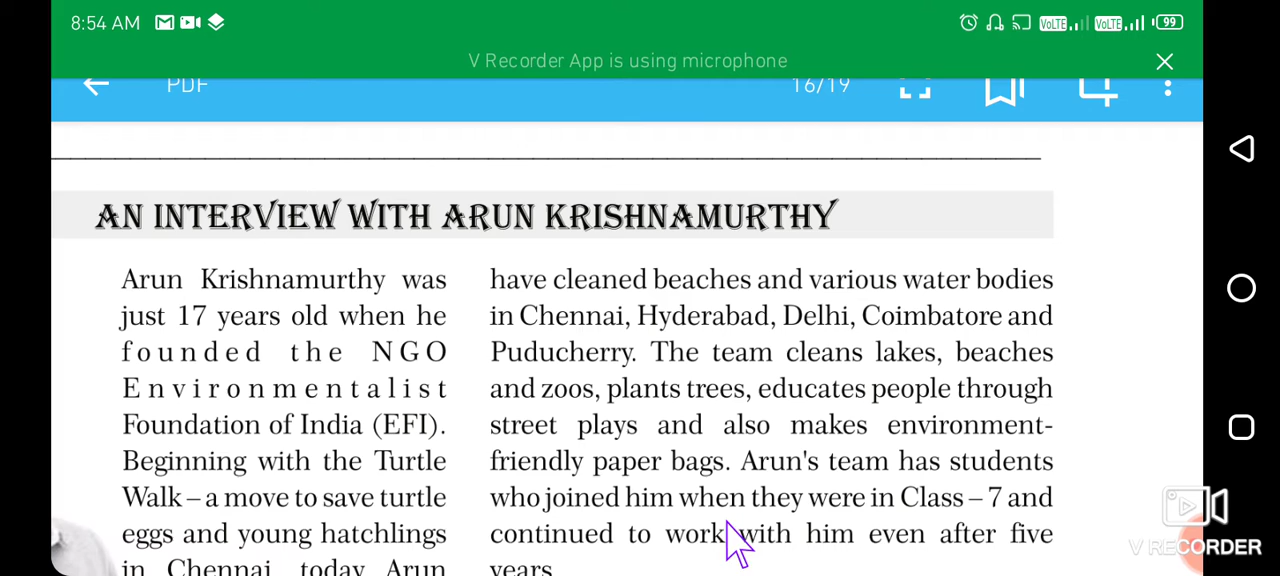 8:54 AM
VoLTE VoLTE 99
V Recorder App is using microphone
PDF 16/19
AN INTERVIEW WITH ARUN KRISHNAMURTHY
Arun Krishnamurthy was
just 17 years old when he
founded the NGO
Environmentalist
Foundation of India (EFI).
Beginning with the Turtle
Walk – a move to save turtle
eggs and young hatchlings
in Chennai, today Arun
have cleaned beaches and various water bodies
in Chennai, Hyderabad, Delhi, Coimbatore and
Puducherry. The team cleans lakes, beaches
and zoos, plants trees, educates people through
street plays and also makes environment-
friendly paper bags. Arun's team has students
who joined him when they were in Class – 7 and
continued to work with him even after five
years.
V RECORDER